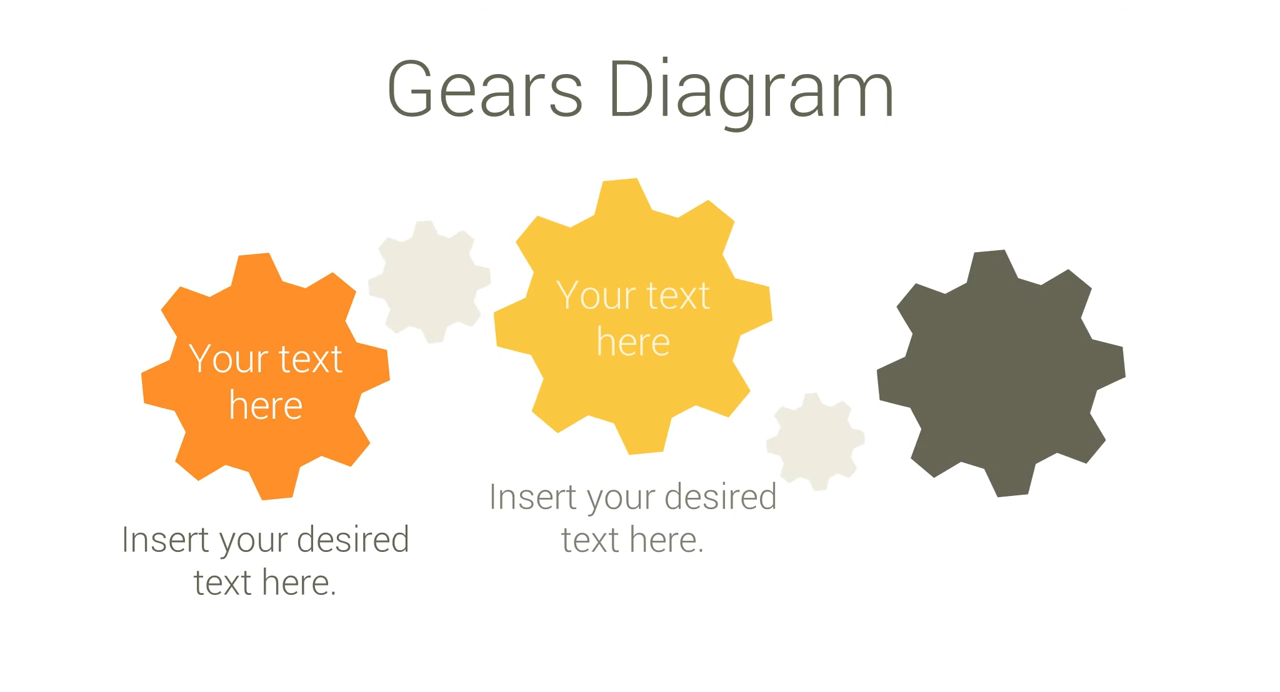 Gears Diagram
Your text
here
Insert your desired
text here.
Your text
here
Insert your desired
text here.